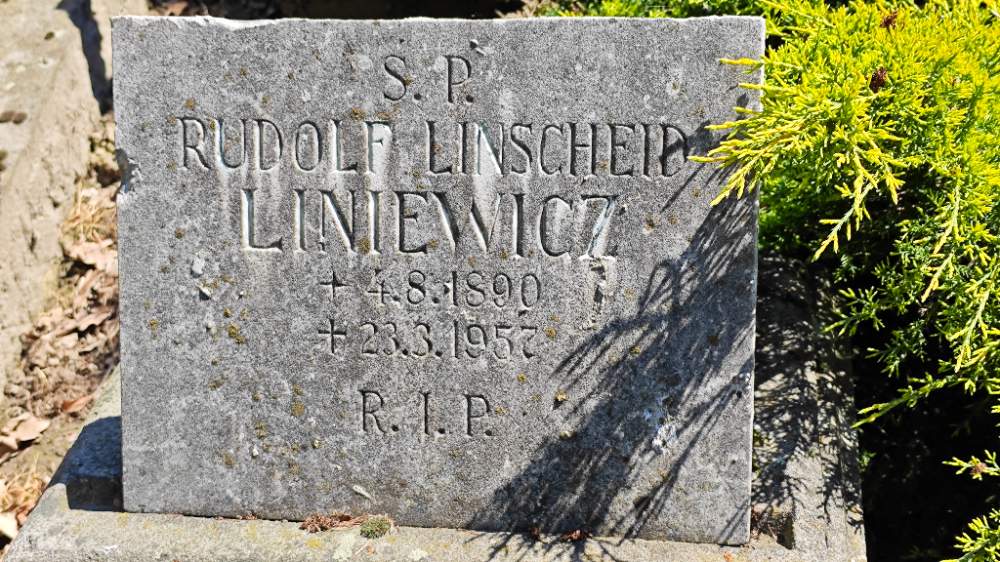 S. P.
RUDOLF LINSCHEID
LINIEWICZ
+ 4.8.1890
+ 23.3.1957
R. I. P.